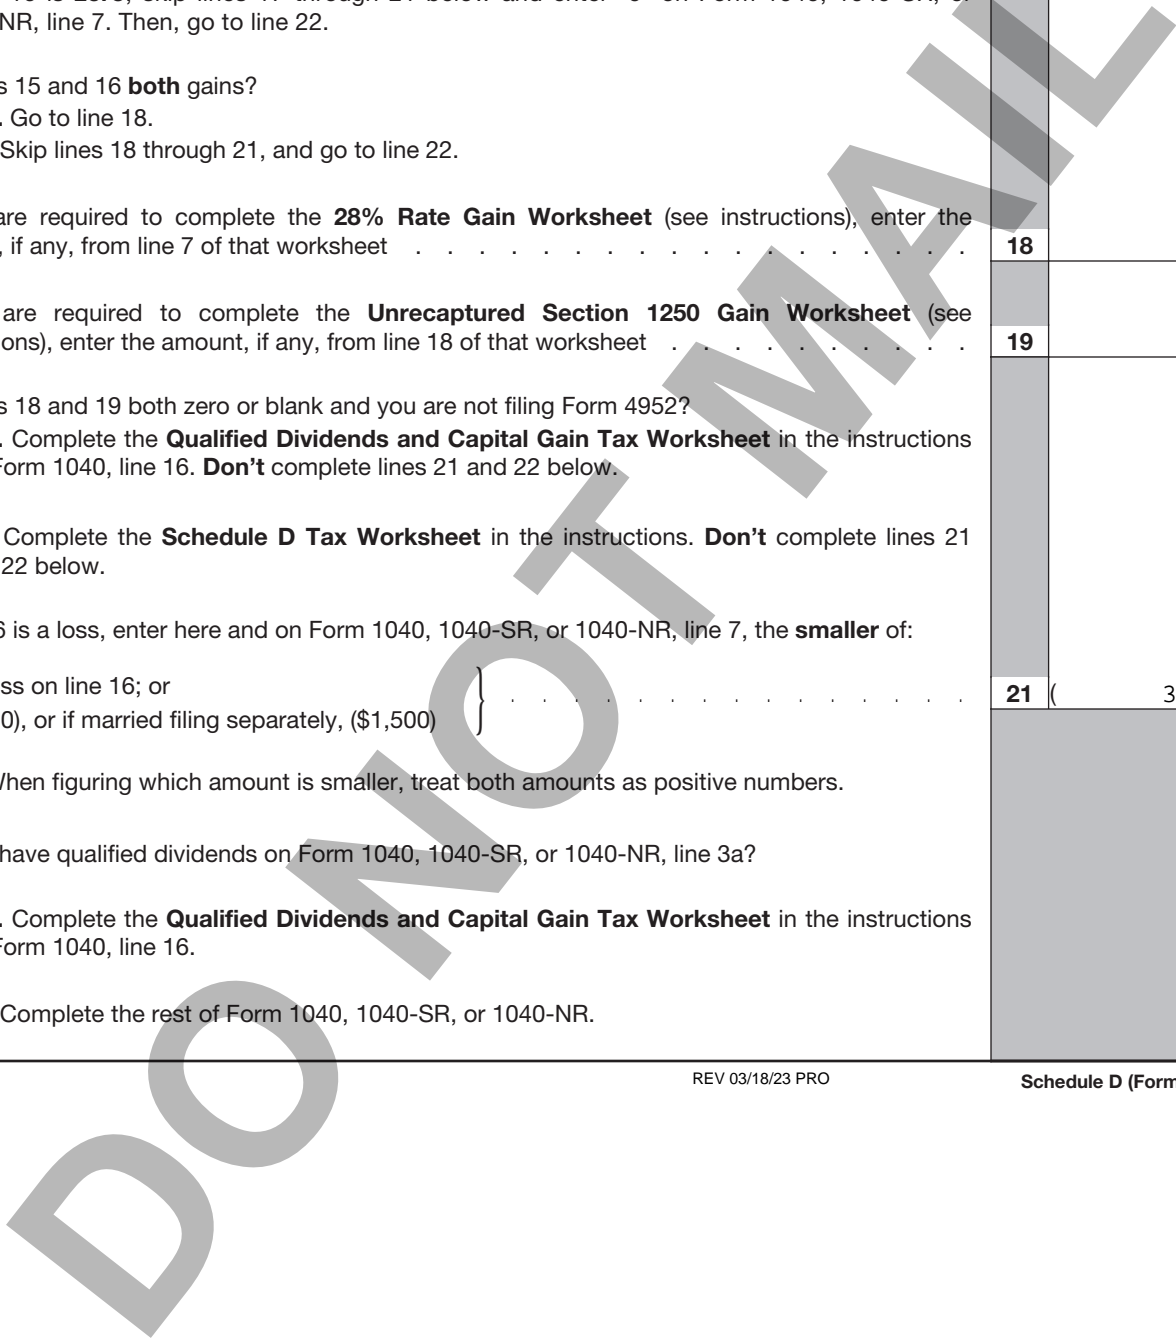 NR, line 7. Then, go to line 22.
s 15 and 16 both gains?
. Go to line 18.
Skip lines 18 through 21, and go to line 22.
are required to complete the 28% Rate Gain Worksheet (see instructions), enter the
, if any, from line 7 of that worksheet . . . . . . . . . . . . . . . . . . 18
are required to complete the Unrecaptured Section 1250 Gain Worksheet (see
ons), enter the amount, if any, from line 18 of that worksheet . . . . . . . . . . 19
s 18 and 19 both zero or blank and you are not filing Form 4952?
. Complete the Qualified Dividends and Capital Gain Tax Worksheet in the instructions
Form 1040, line 16. Don't complete lines 21 and 22 below.
Complete the Schedule D Tax Worksheet in the instructions. Don't complete lines 21
22 below.
6 is a loss, enter here and on Form 1040, 1040-SR, or 1040-NR, line 7, the smaller of:
ss on line 16; or
0), or if married filing separately, ($1,500) } . . . . . . . . . . . . . . . 21 ( 3
When figuring which amount is smaller, treat both amounts as positive numbers.
have qualified dividends on Form 1040, 1040-SR, or 1040-NR, line 3a?
. Complete the Qualified Dividends and Capital Gain Tax Worksheet in the instructions
Form 1040, line 16.
Complete the rest of Form 1040, 1040-SR, or 1040-NR.
REV 03/18/23 PRO Schedule D (Form
DO NOT MAIL